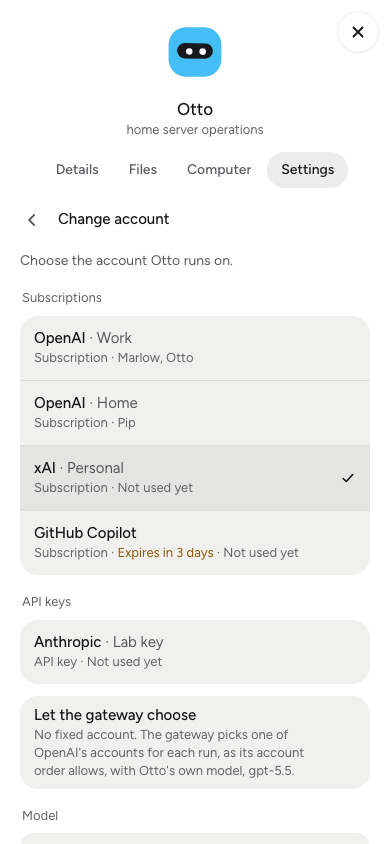 Otto
home server operations
Details Files Computer Settings
Change account
Choose the account Otto runs on.
Subscriptions
OpenAI · Work
Subscription · Marlow, Otto
OpenAI · Home
Subscription · Pip
xAI · Personal
Subscription · Not used yet
GitHub Copilot
Subscription · Expires in 3 days · Not used yet
API keys
Anthropic · Lab key
API key · Not used yet
Let the gateway choose
No fixed account. The gateway picks one of
OpenAI's accounts for each run, as its account
order allows, with Otto's own model, gpt-5.5.
Model